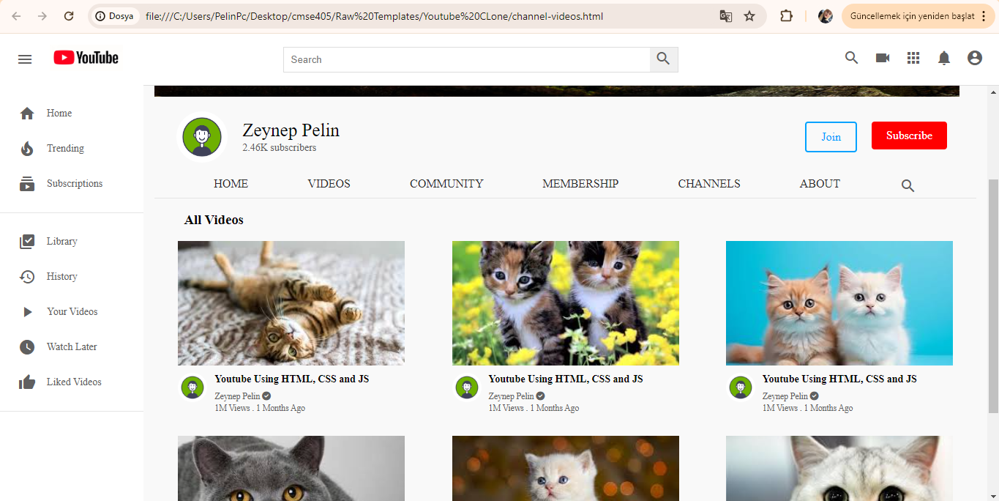 Dosya
file:///C:/Users/PelinPc/Desktop/cmse405/Raw%20Templates/Youtube%20CLone/channel-videos.html
Güncellemek için yeniden başlat
YouTube
Search
Home
Trending
Subscriptions
Library
History
Your Videos
Watch Later
Liked Videos
Zeynep Pelin
2.46K subscribers
Join
Subscribe
HOME VIDEOS COMMUNITY MEMBERSHIP CHANNELS ABOUT
All Videos
Youtube Using HTML, CSS and JS
Zeynep Pelin
1M Views . 1 Months Ago
Youtube Using HTML, CSS and JS
Zeynep Pelin
1M Views . 1 Months Ago
Youtube Using HTML, CSS and JS
Zeynep Pelin
1M Views . 1 Months Ago